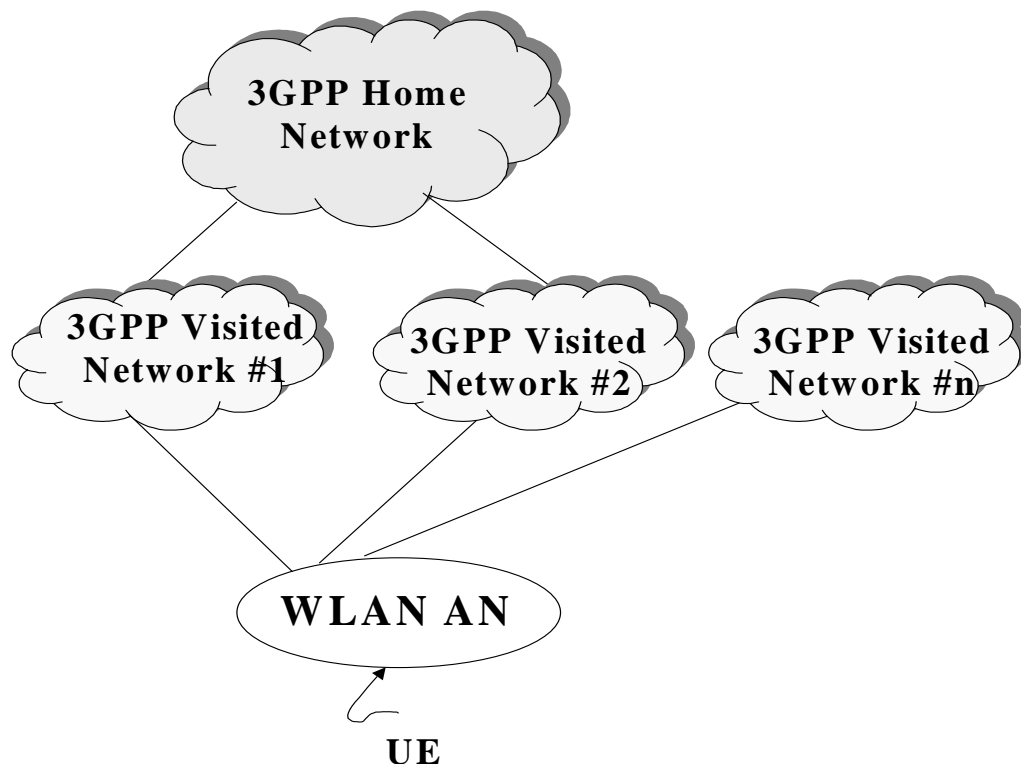 3GPP Home
Network
3GPP Visited
Network #1
3GPP Visited
Network #2
3GPP Visited
Network #n
WLAN AN
UE